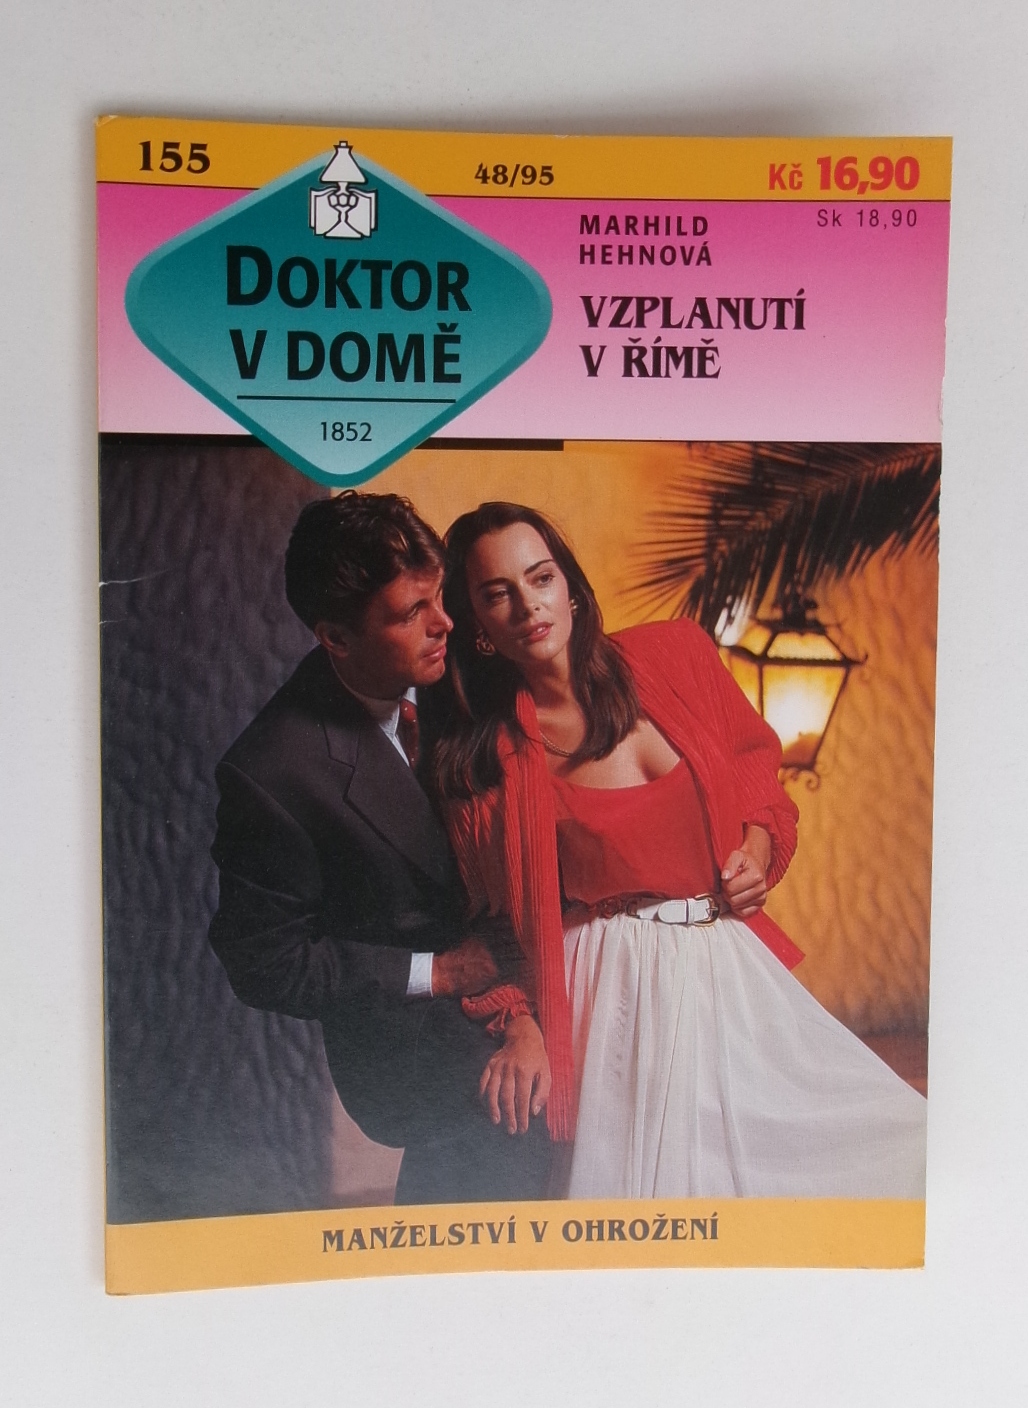 155
48/95
Kč 16,90
Sk 18,90
DOKTOR
V DOMĚ
1852
MARHILD
HEHNOVÁ
VZPLANUTÍ
V ŘÍMĚ
MANŽELSTVÍ V OHROŽENÍ